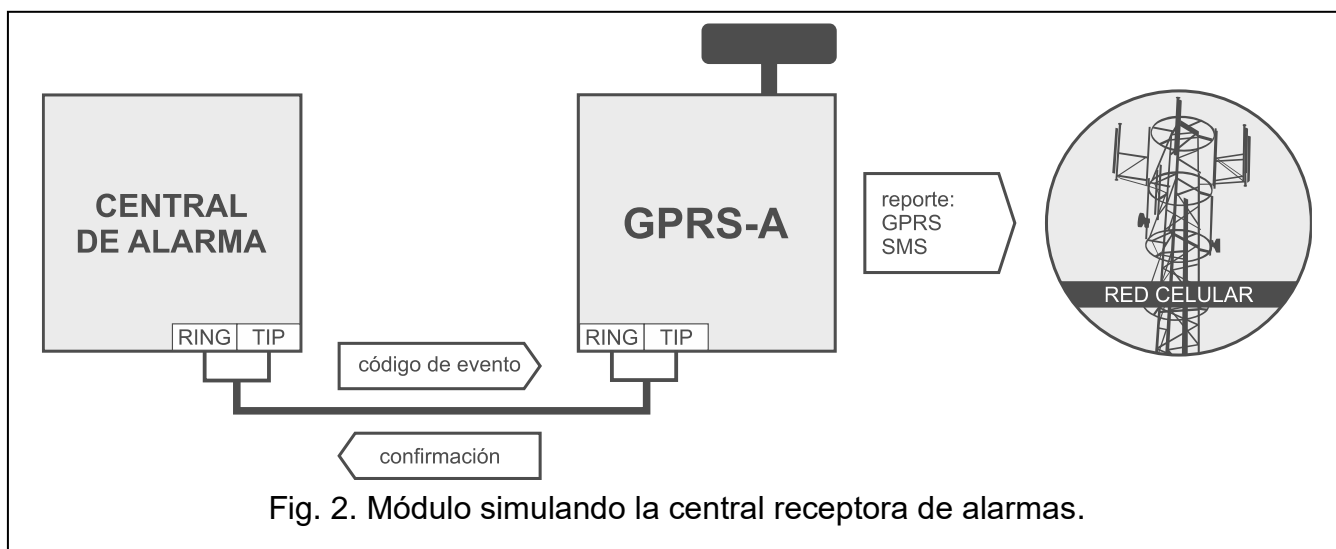 CENTRAL
DE ALARMA
RING TIP
GPRS-A
RING TIP
reporte:
GPRS
SMS
RED CELULAR
código de evento
confirmación
Fig. 2. Módulo simulando la central receptora de alarmas.